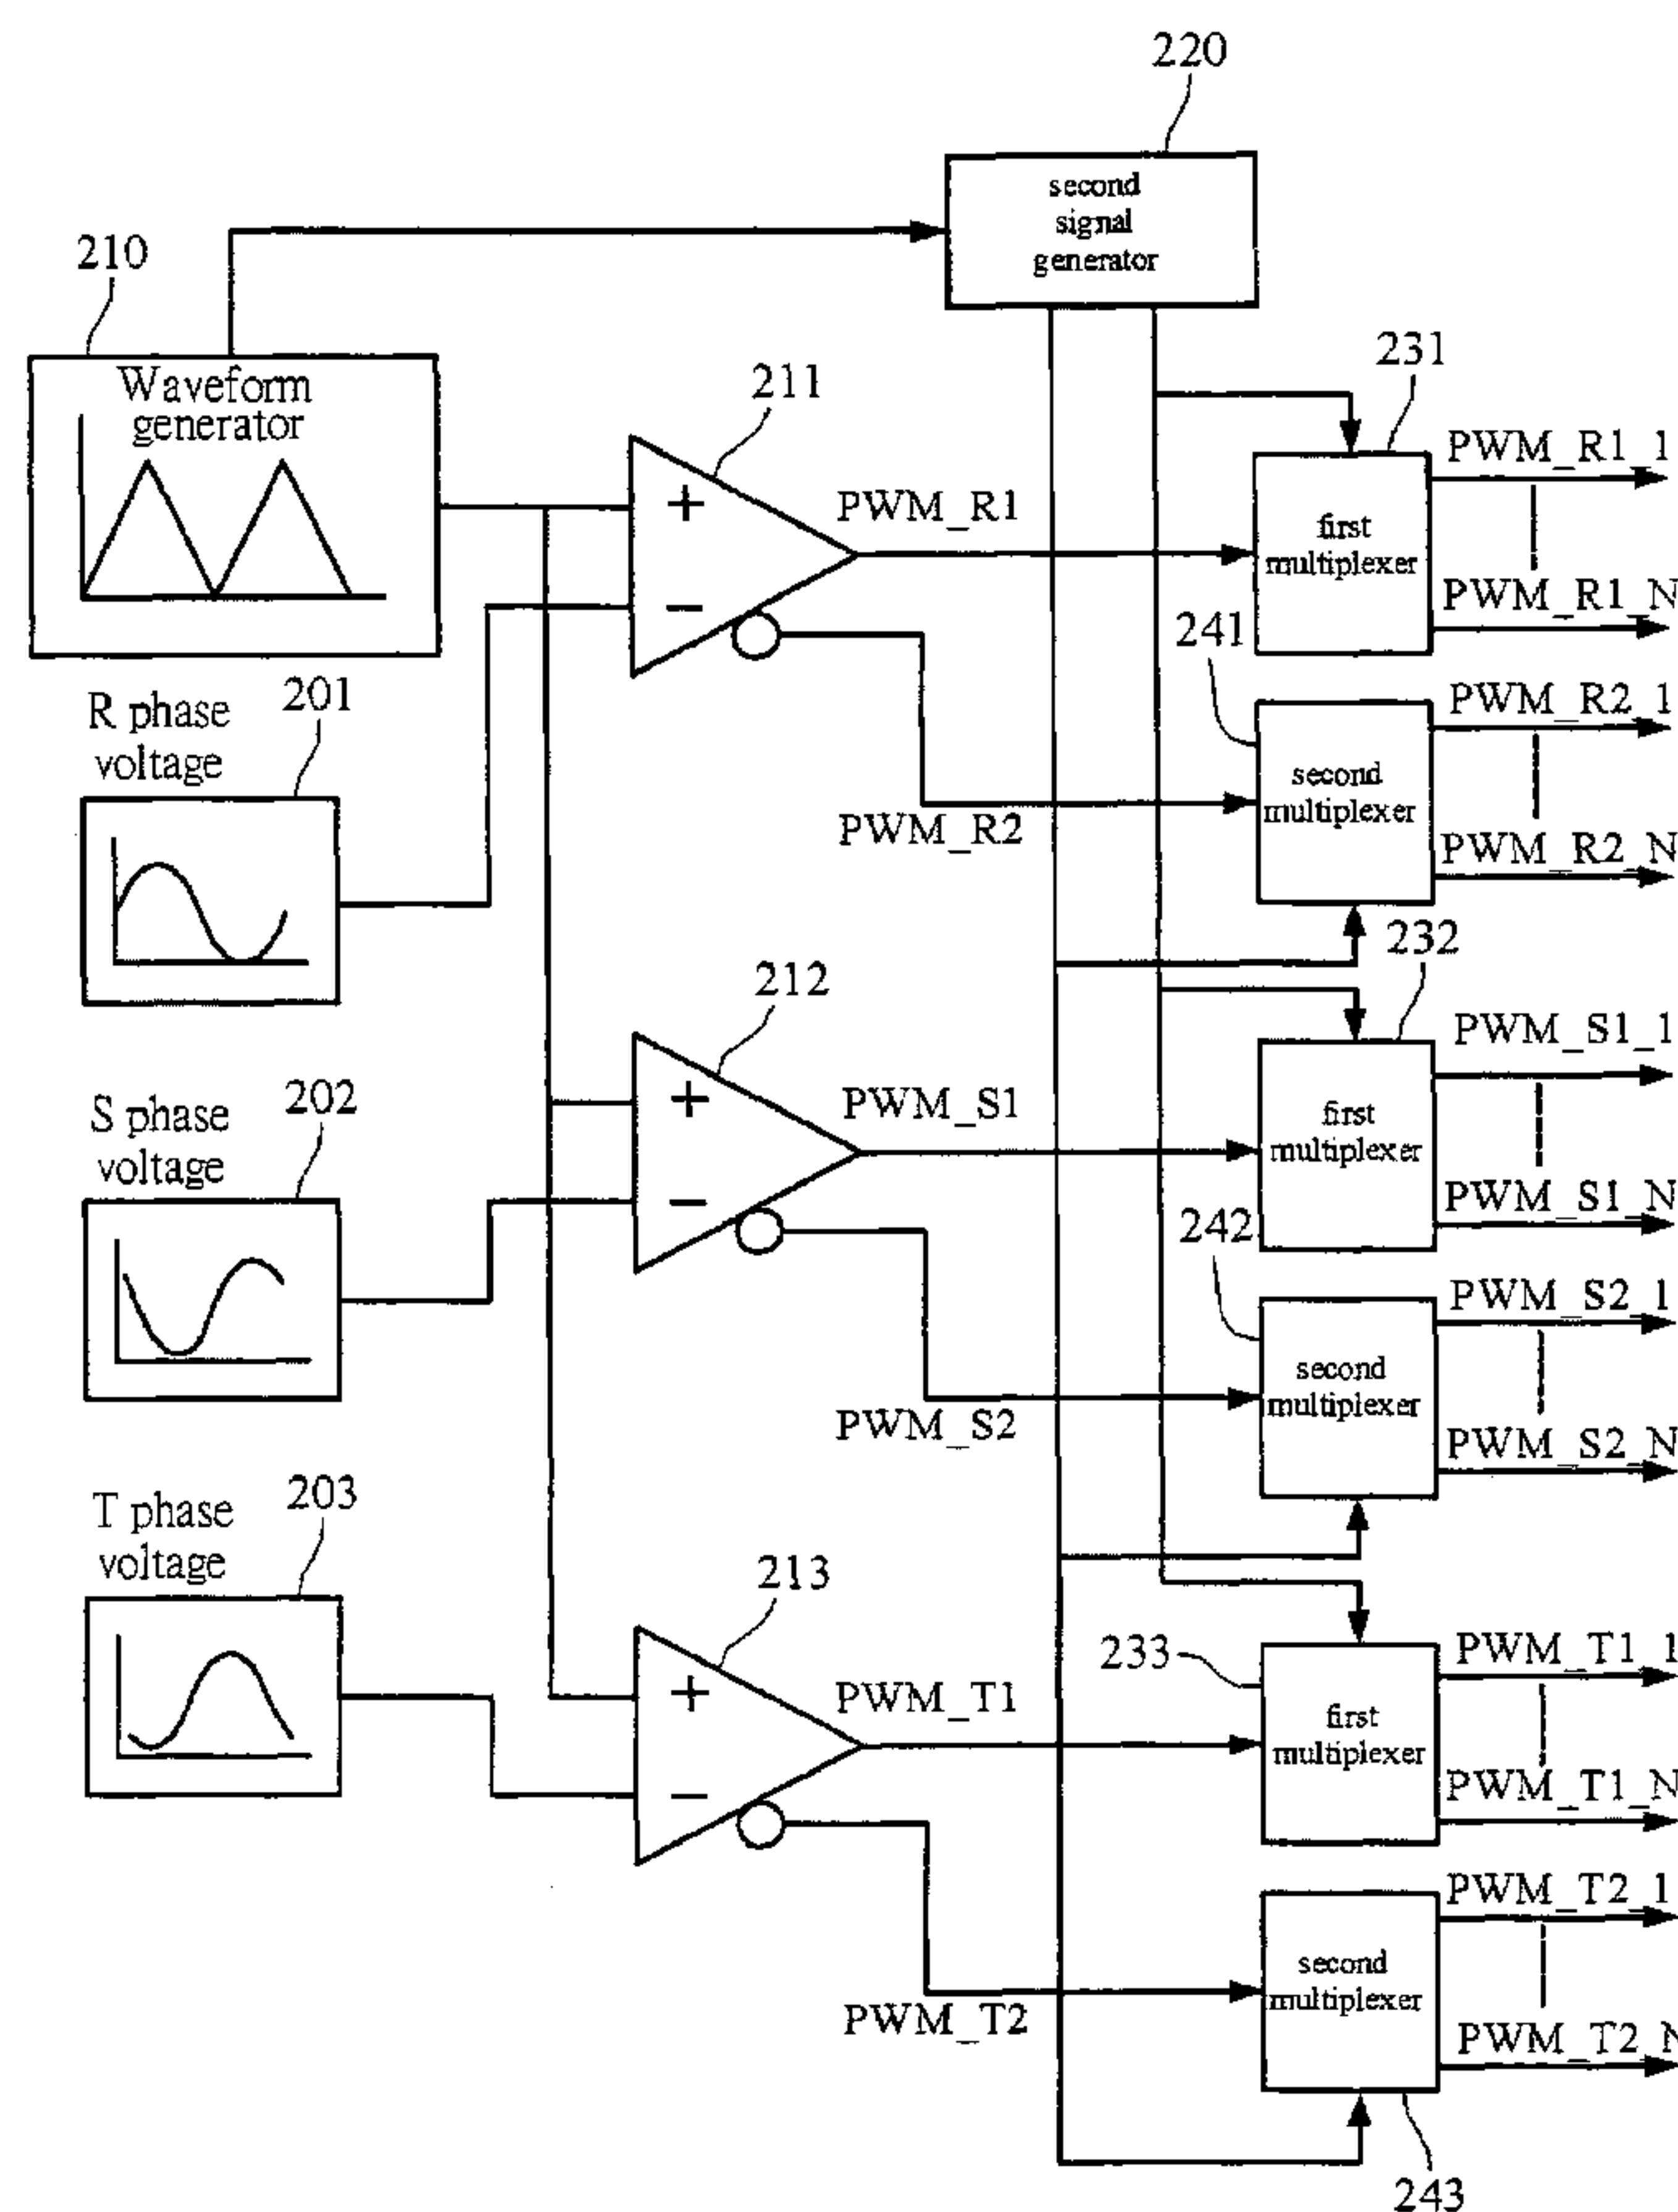 220
second
signal
generator
210
Waveform
generator
211
+
−
PWM_R1
PWM_R2
231
first
multiplexer
PWM_R1_1
PWM_R1_N
241
second
multiplexer
PWM_R2_1
PWM_R2_N
R phase
voltage
201
212
+
−
PWM_S1
PWM_S2
232
first
multiplexer
PWM_S1_1
PWM_S1_N
242
second
multiplexer
PWM_S2_1
PWM_S2_N
S phase
voltage
202
T phase
voltage
203
213
+
−
PWM_T1
PWM_T2
233
first
multiplexer
PWM_T1_1
PWM_T1_N
second
multiplexer
PWM_T2_1
PWM_T2_N
243